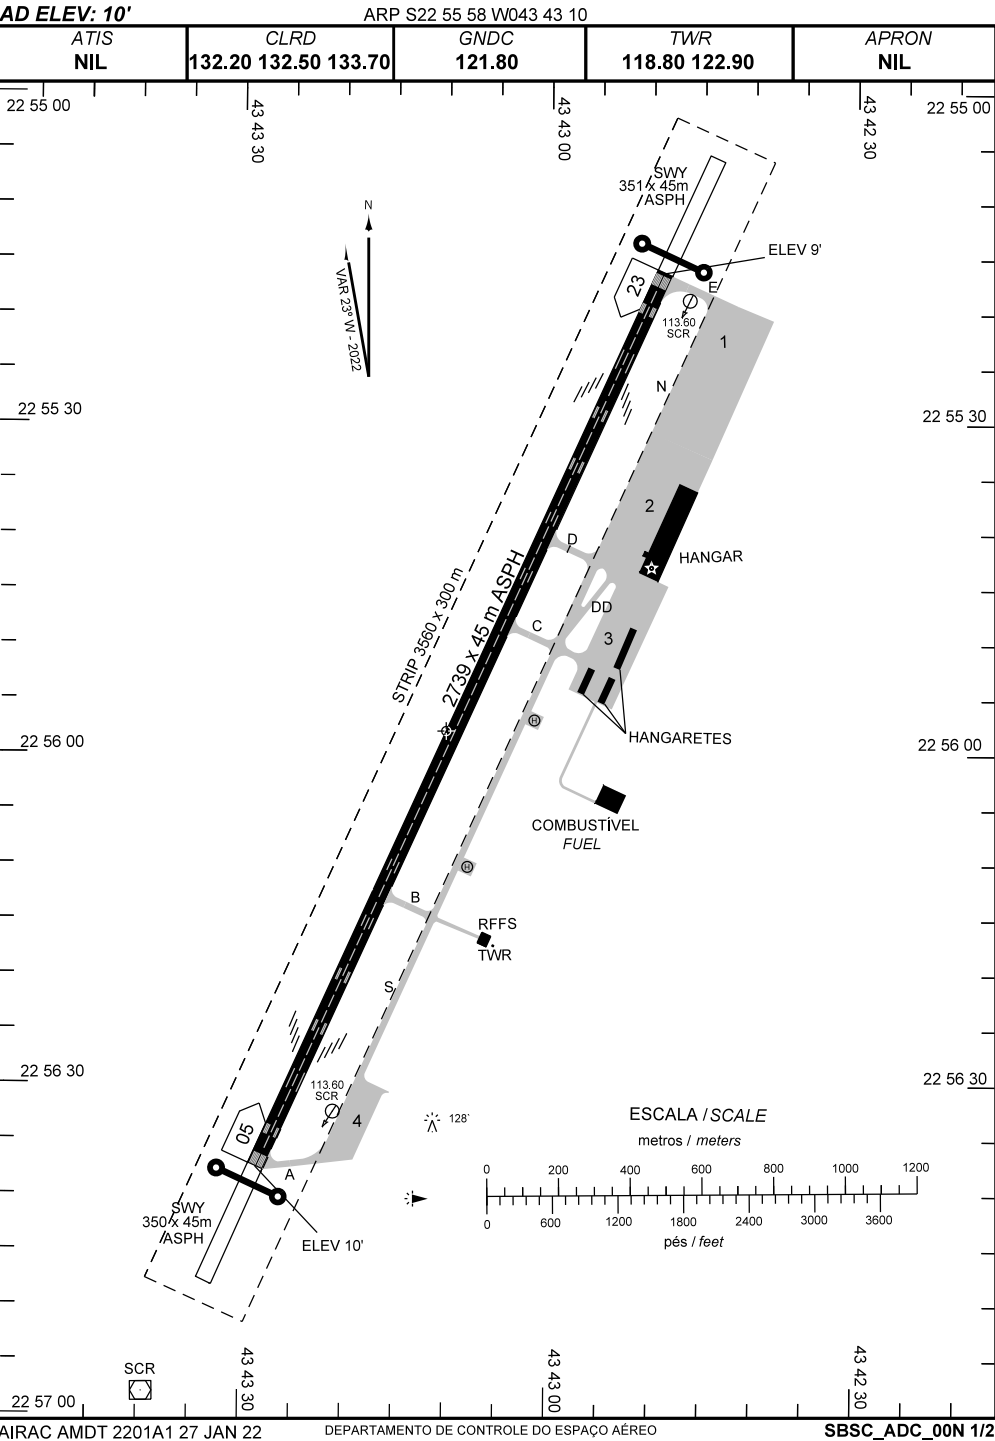 AD ELEV: 10'
ARP S22 55 58 W043 43 10
ATIS CLRD GNDC TWR APRON
NIL 132.20 132.50 133.70 121.80 118.80 122.90 NIL
22 55 00
43 43 30
43 43 00
43 42 30
22 55 00
SWY
351 x 45m
ASPH
N
VAR 23° W - 2022
ELEV 9'
23
E
113.60
SCR
1
N
22 55 30
22 55 30
2
D
HANGAR
STRIP 3560 x 300 m
2739 x 45 m ASPH
DD
C
3
H
HANGARETES
22 56 00
22 56 00
COMBUSTÍVEL
FUEL
H
B
RFFS
TWR
S
22 56 30
22 56 30
113.60
SCR
4
128'
05
A
ESCALA / SCALE
metros / meters
0 200 400 600 800 1000 1200
0 600 1200 1800 2400 3000 3600
pés / feet
SWY
350 x 45m
ASPH
ELEV 10'
SCR
43 43 30
43 43 00
43 42 30
22 57 00
AIRAC AMDT 2201A1 27 JAN 22
DEPARTAMENTO DE CONTROLE DO ESPAÇO AÉREO
SBSC_ADC_00N 1/2